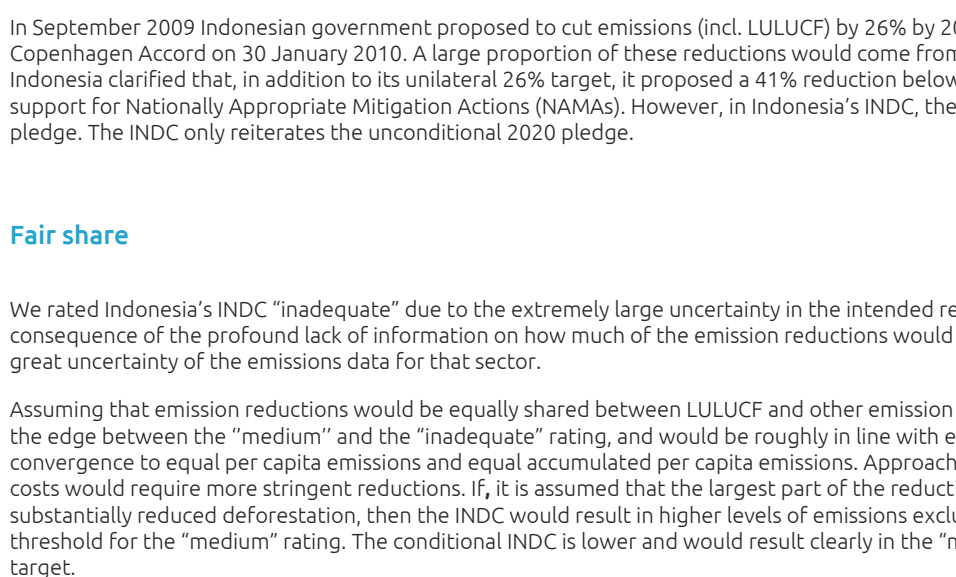 In September 2009 Indonesian government proposed to cut emissions (incl. LULUCF) by 26% by
Copenhagen Accord on 30 January 2010. A large proportion of these reductions would come from
Indonesia clarified that, in addition to its unilateral 26% target, it proposed a 41% reduction below
support for Nationally Appropriate Mitigation Actions (NAMAs). However, in Indonesia’s INDC, the
pledge. The INDC only reiterates the unconditional 2020 pledge.
Fair share
We rated Indonesia’s INDC “inadequate” due to the extremely large uncertainty in the intended
consequence of the profound lack of information on how much of the emission reductions would
great uncertainty of the emissions data for that sector.
Assuming that emission reductions would be equally shared between LULUCF and other emission
the edge between the ‘’medium’’ and the “inadequate” rating, and would be roughly in line with
convergence to equal per capita emissions and equal accumulated per capita emissions.
costs would require more stringent reductions. If, it is assumed that the largest part of the
substantially reduced deforestation, then the INDC would result in higher levels of emissions
threshold for the “medium” rating. The conditional INDC is lower and would result clearly in the
target.